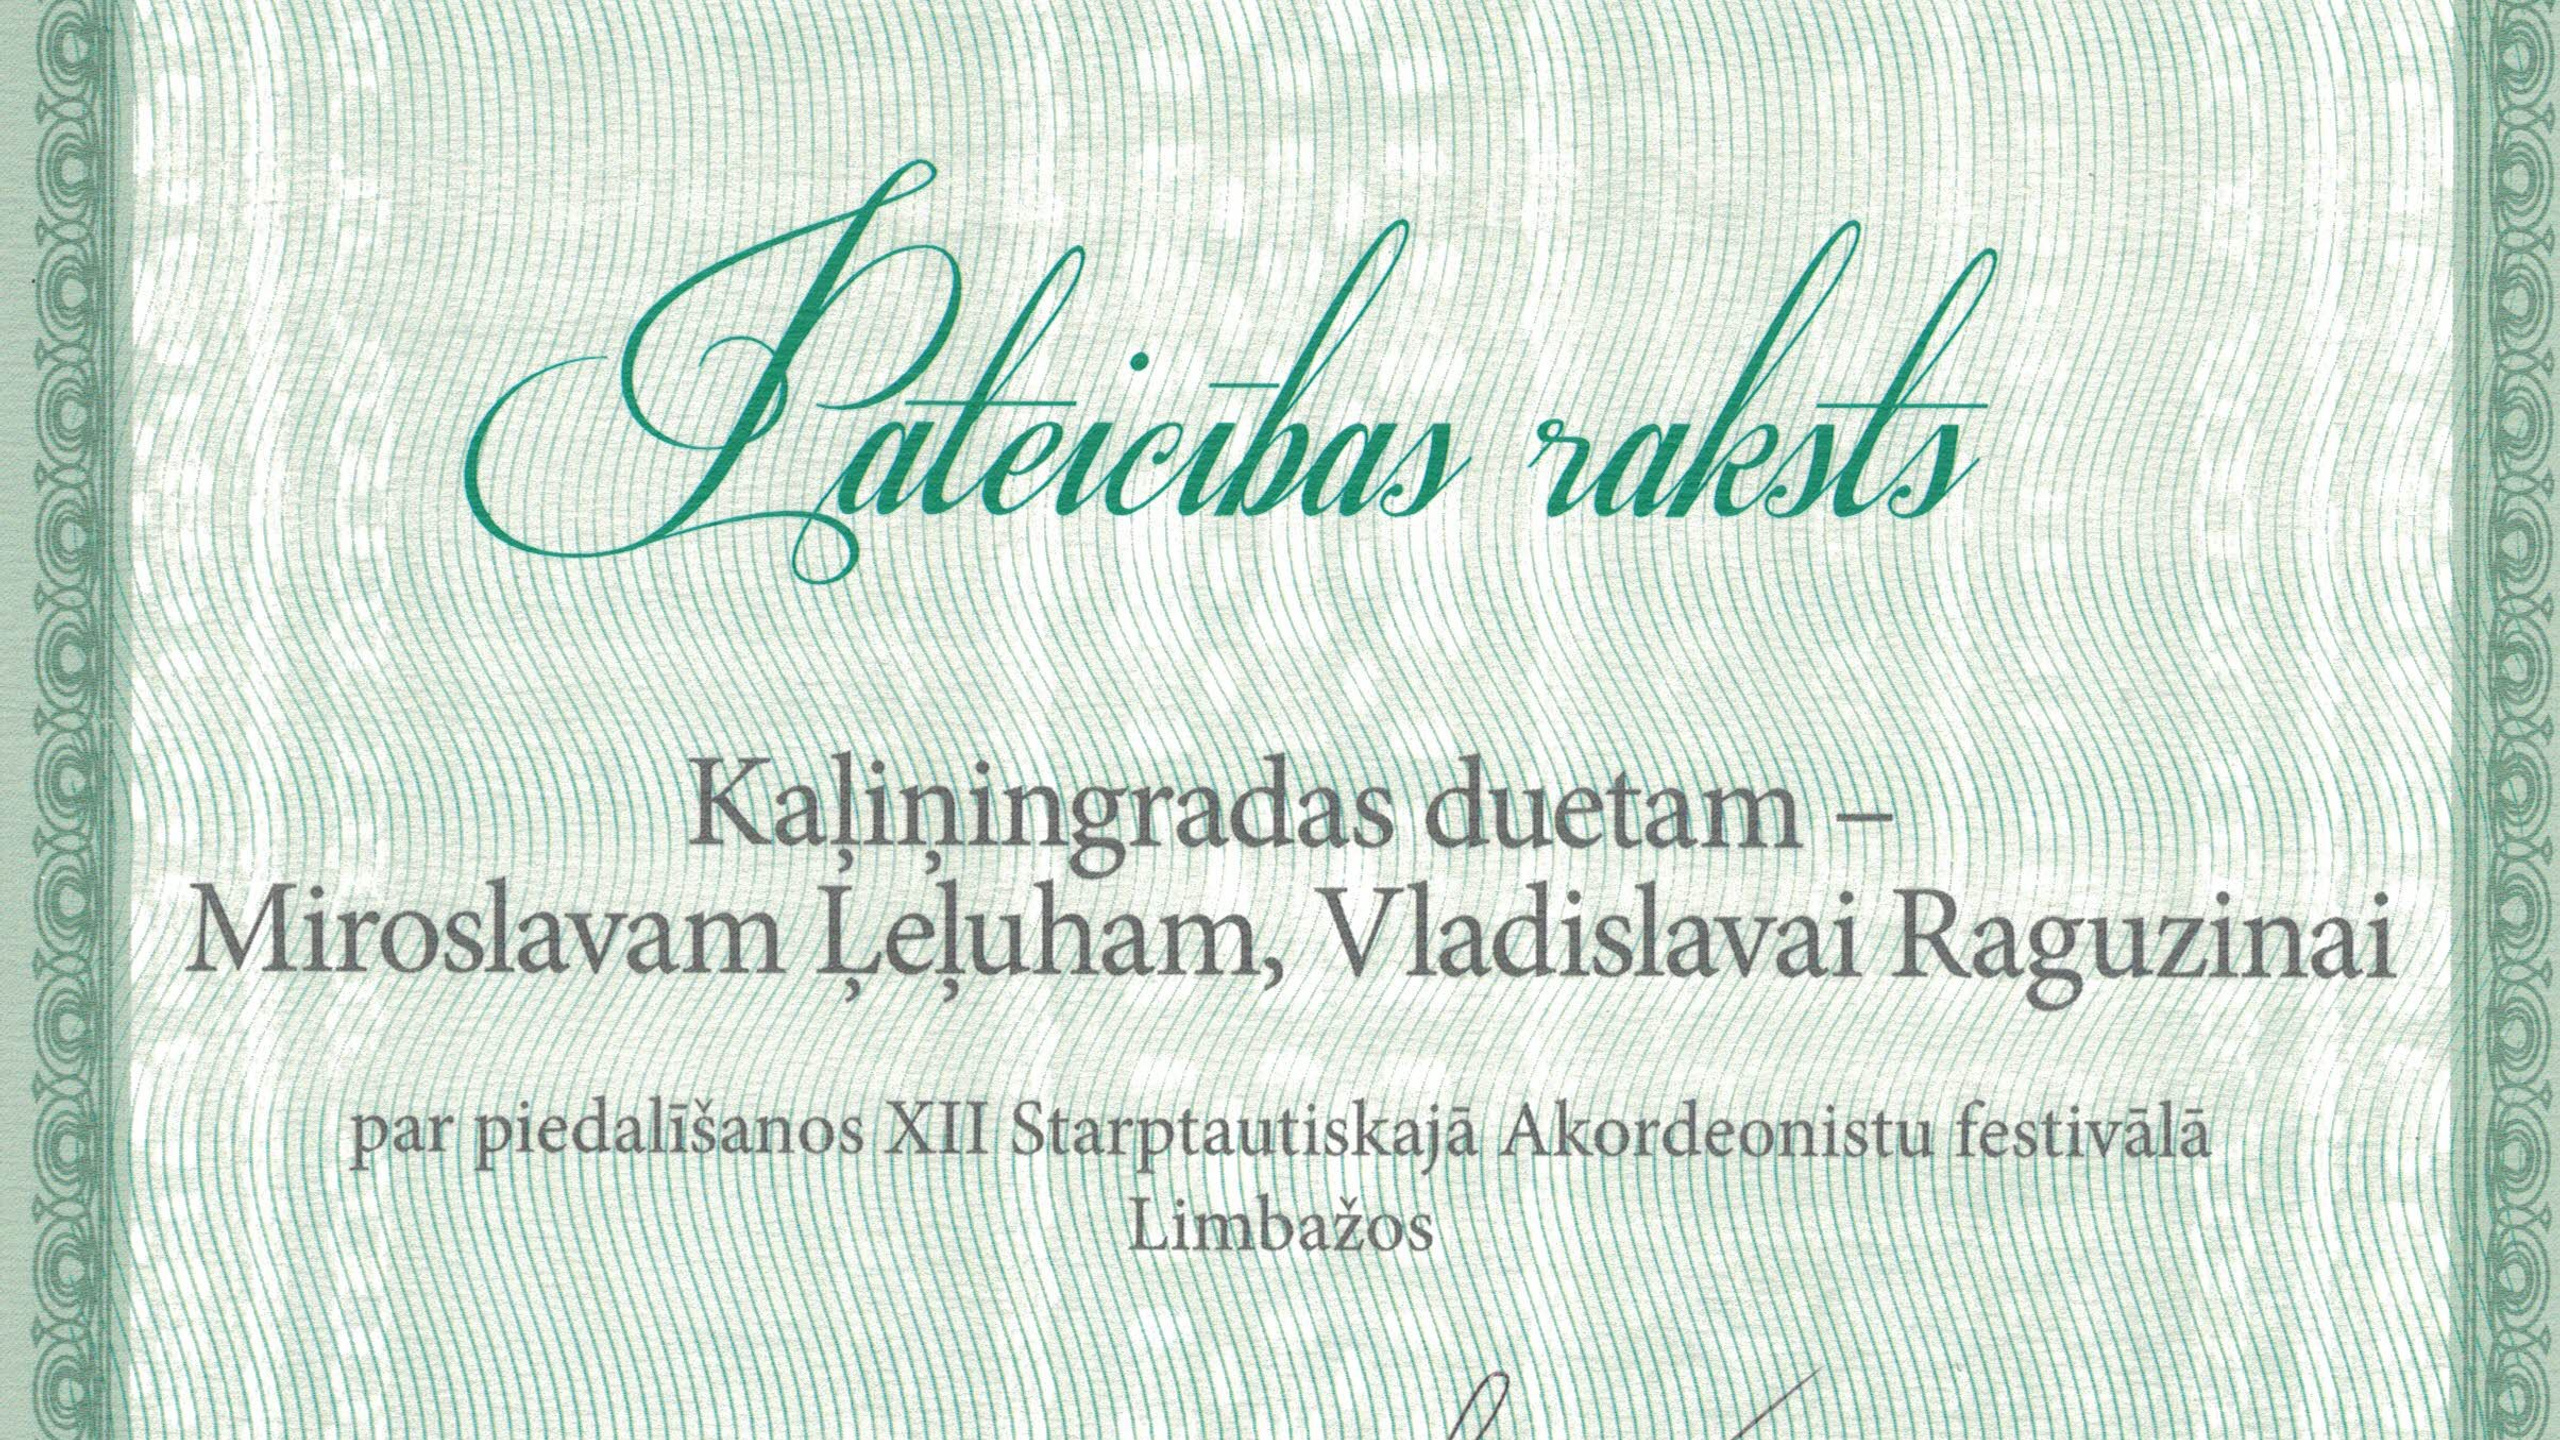 Pateicības raksts
Kaļiņingradas duetam –
Miroslavam Ļeļuham, Vladislavai Raguzinai
par piedalīšanos XII Starptautiskajā Akordeonistu festivālā
Limbažos